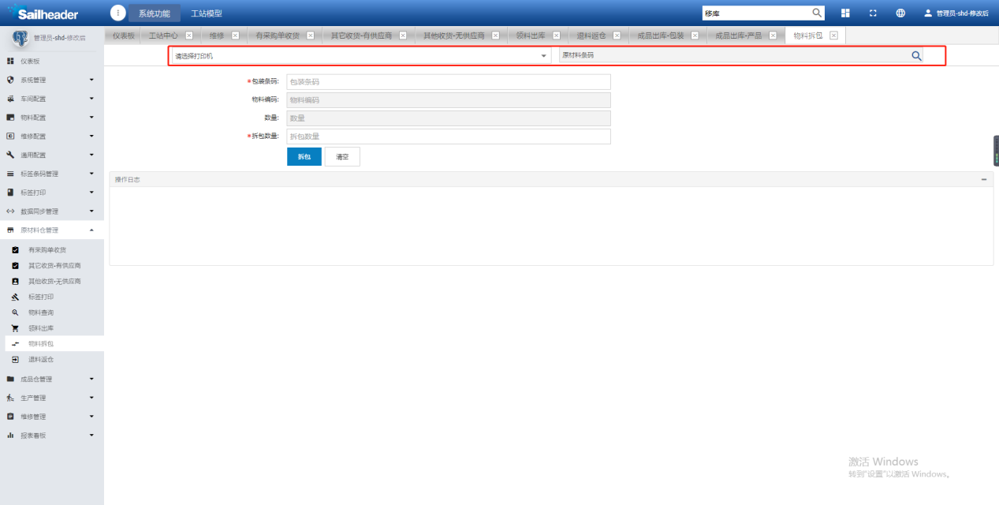 Sailheader
系统功能
工站模型
移库
管理员-shd-修改后
管理员-shd-修改后
仪表板
工站中心
维修
有采购单收货
其它收货-有供应商
其他收货-无供应商
领料出库
退料返仓
成品出库-包装
成品出库-产品
物料拆包
请选择打印机
原材料条码
仪表板
系统管理
车间配置
物料配置
维修配置
通用配置
标签条码管理
标签打印
数据同步管理
原材料仓管理
有采购单收货
其它收货-有供应商
其他收货-无供应商
标签打印
物料查询
领料出库
物料拆包
退料返仓
成品仓管理
生产管理
维修管理
报表看板
*包装条码: 包装条码
物料编码: 物料编码
数量: 数量
*拆包数量: 拆包数量
拆包
清空
操作日志
激活 Windows
转到"设置"以激活 Windows。